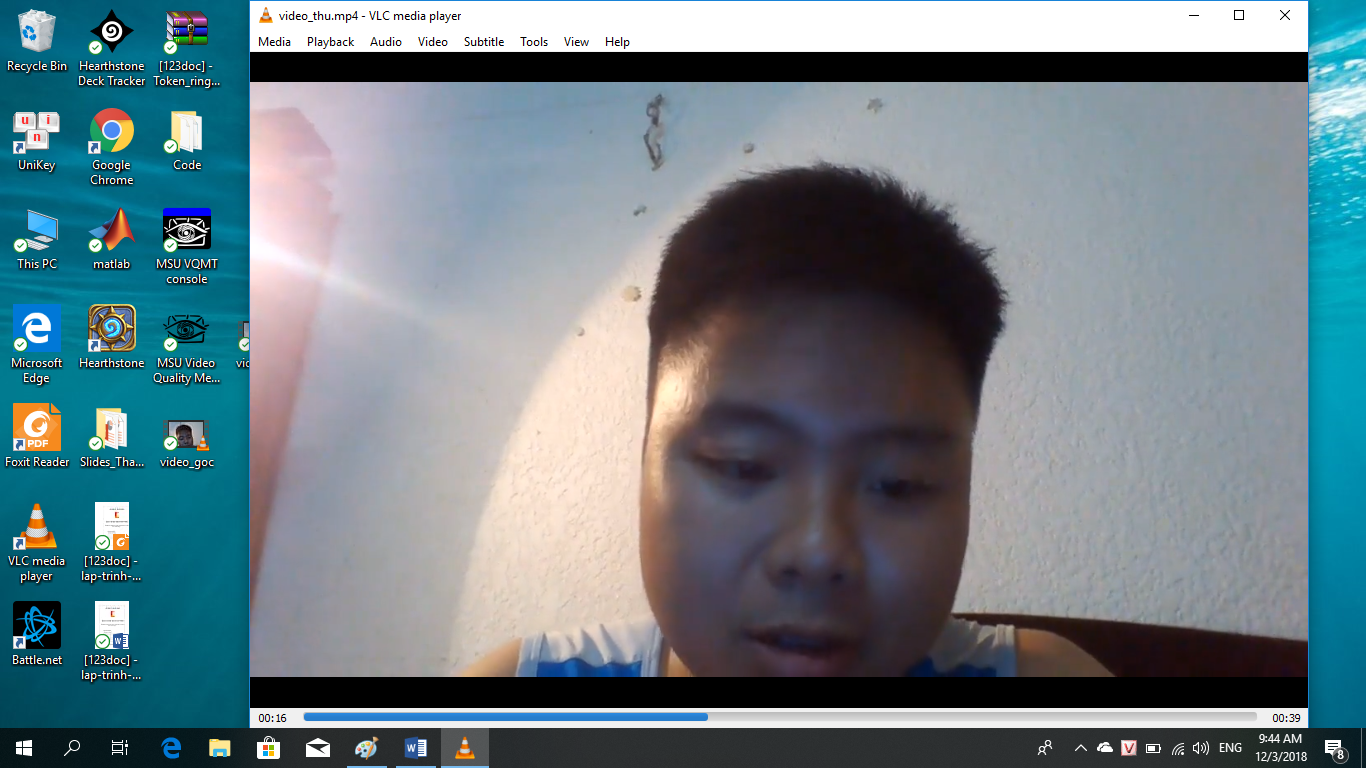 video_thu.mp4 - VLC media player
Media Playback Audio Video Subtitle Tools View Help
Recycle Bin
Hearthstone
Deck Tracker
[123doc] -
Token_ring...
UniKey
Google
Chrome
Code
This PC
matlab
MSU VQMT
console
Microsoft
Edge
Hearthstone
MSU Video
Quality Me...
vic
Foxit Reader
PDF
Slides_Tha...
video_goc
VLC media
player
[123doc] -
lap-trinh-...
Battle.net
[123doc] -
lap-trinh-...
00:16
00:39
ENG
9:44 AM
12/3/2018
8